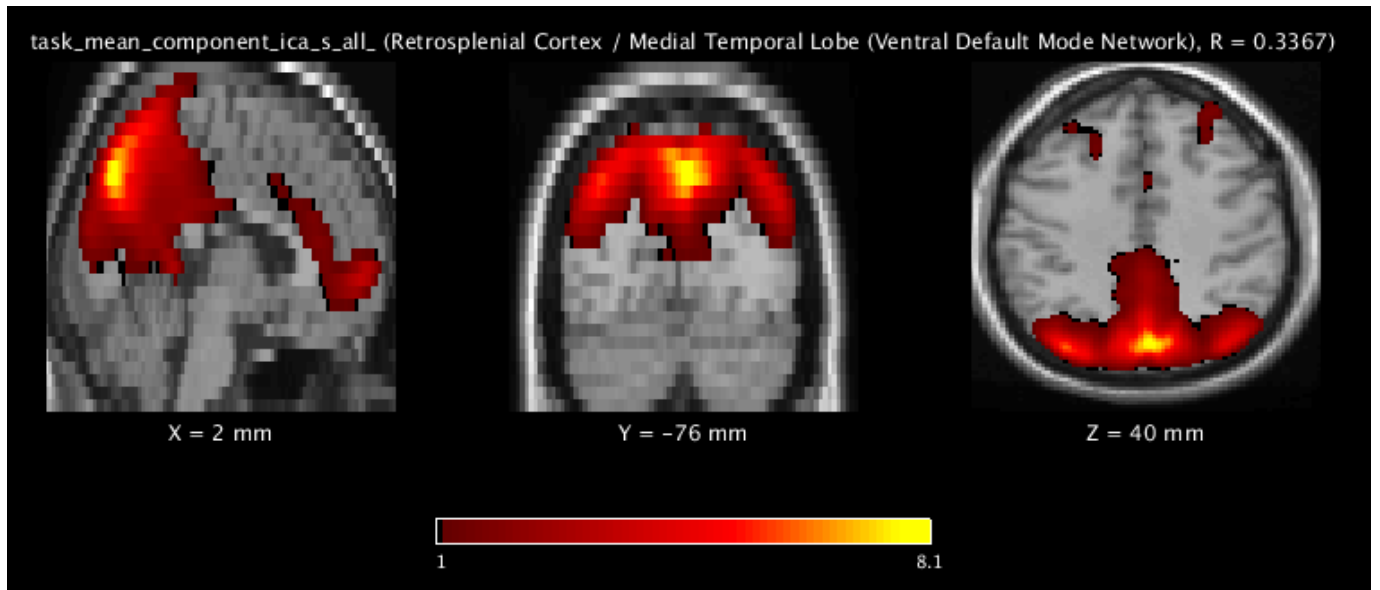 task_mean_component_ica_s_all_ (Retrosplenial Cortex / Medial Temporal Lobe (Ventral Default Mode Network), R = 0.3367)
X = 2 mm
Y = −76 mm
Z = 40 mm
1
8.1